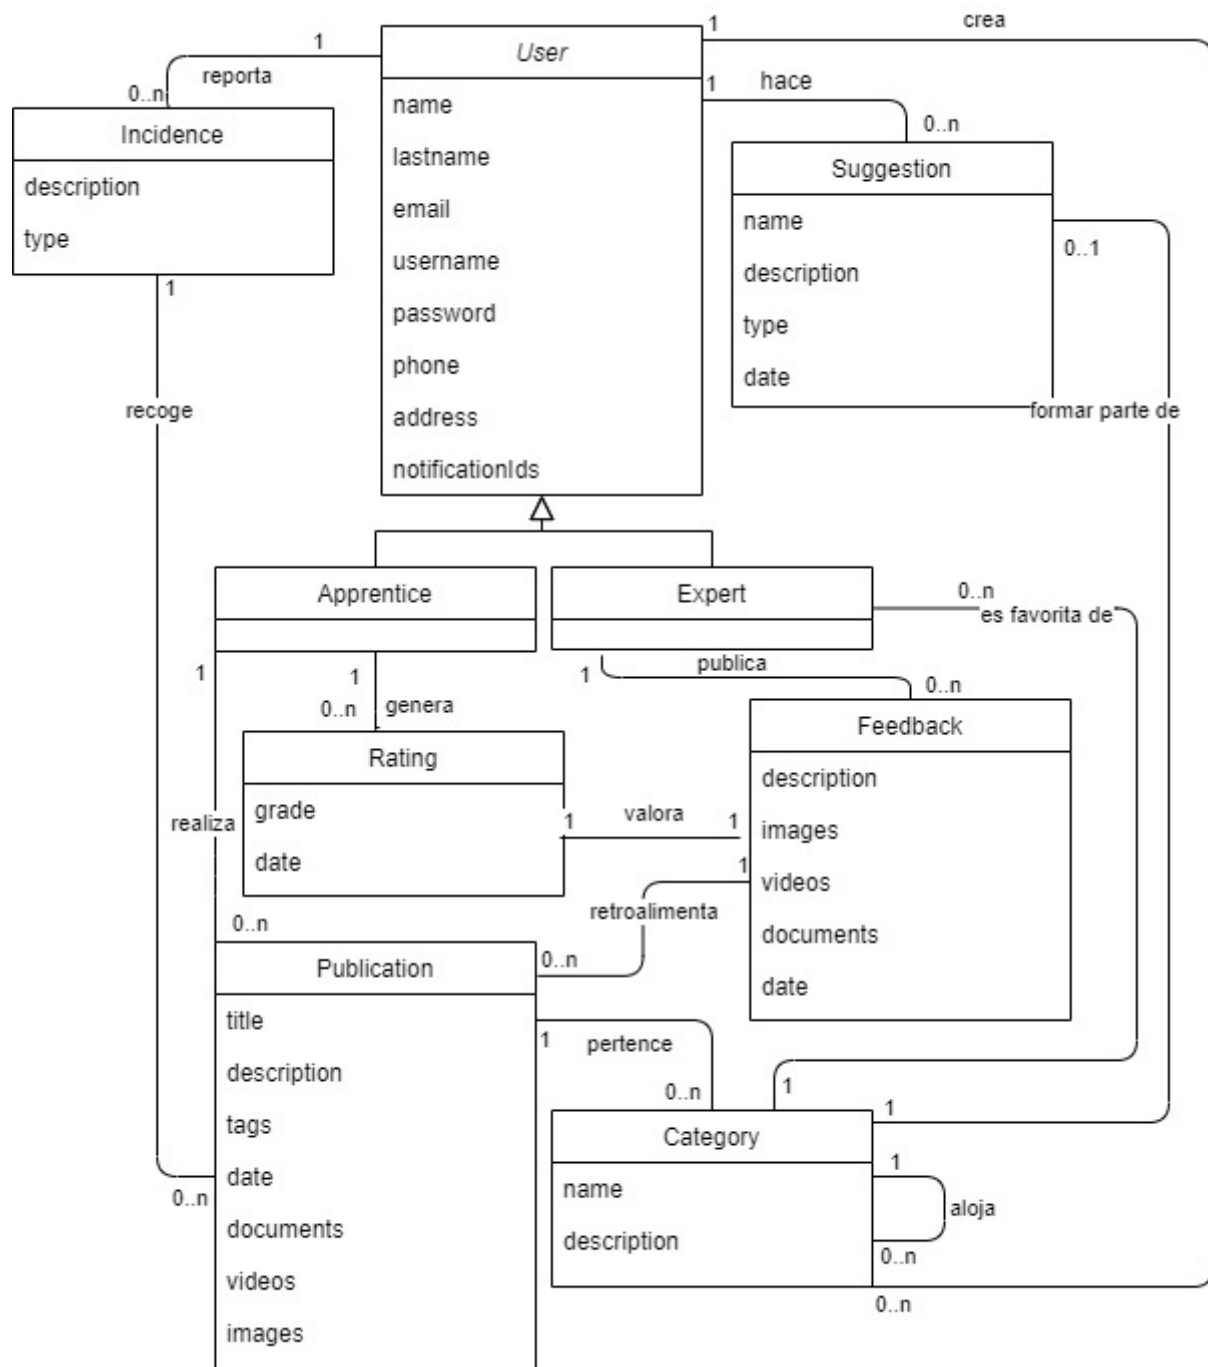 1
crea
1
User
reporta
1
hace
0..n
0..n
Incidence
description
type
1
name
lastname
email
username
password
phone
address
notificationIds
Suggestion
name
description
type
date
0..1
recoge
formar parte de
Apprentice
Expert
0..n
es favorita de
1
1
1
publica
0..n
0..n
genera
Rating
grade
date
Feedback
description
images
videos
documents
date
realiza
1
valora
1
1
retroalimenta
0..n
0..n
Publication
title
description
tags
date
documents
videos
images
1
pertence
0..n
1
1
Category
name
description
1
aloja
0..n
0..n
0..n